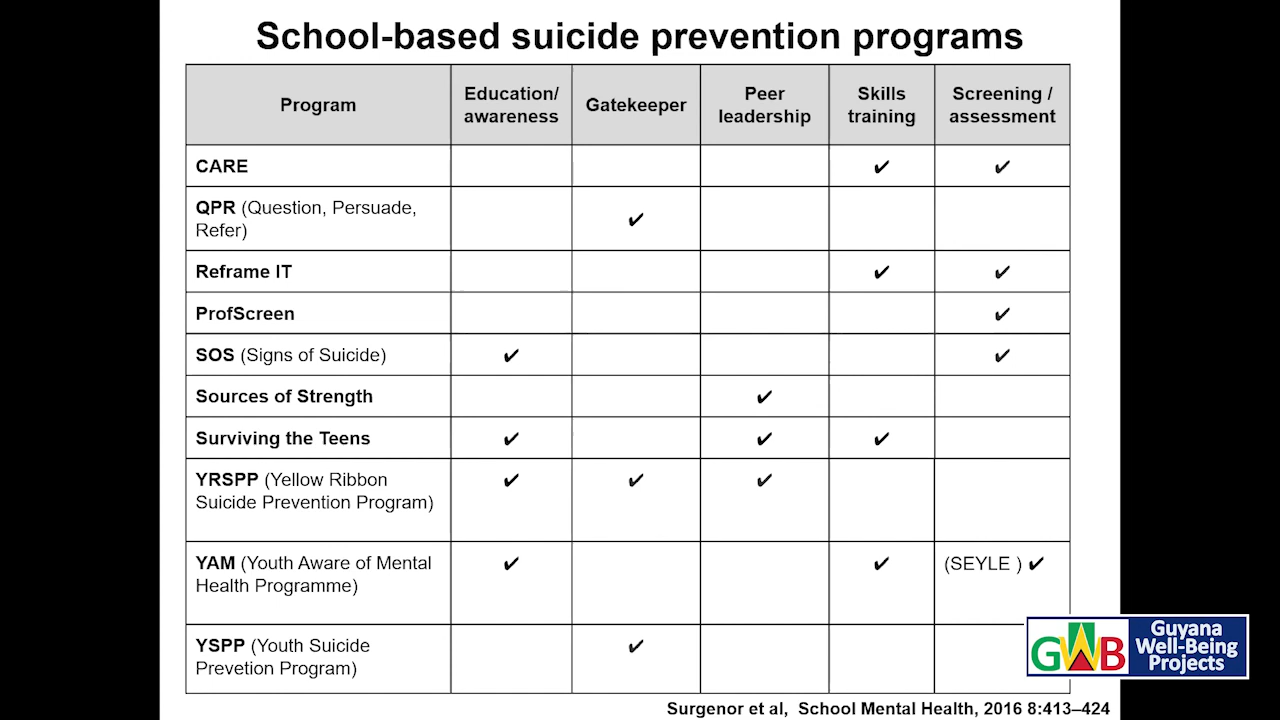 School-based suicide prevention programs
Program
Education/
awareness
Gatekeeper
Peer
leadership
Skills
training
Screening /
assessment
CARE
✔
✔
QPR (Question, Persuade,
Refer)
✔
Reframe IT
✔
✔
ProfScreen
✔
SOS (Signs of Suicide)
✔
✔
Sources of Strength
✔
Surviving the Teens
✔
✔
✔
YRSPP (Yellow Ribbon
Suicide Prevention Program)
✔
✔
✔
YAM (Youth Aware of Mental
Health Programme)
✔
✔
(SEYLE ) ✔
YSPP (Youth Suicide
Prevetion Program)
✔
GWB
Guyana
Well-Being
Projects
Surgenor et al, School Mental Health, 2016 8:413–424